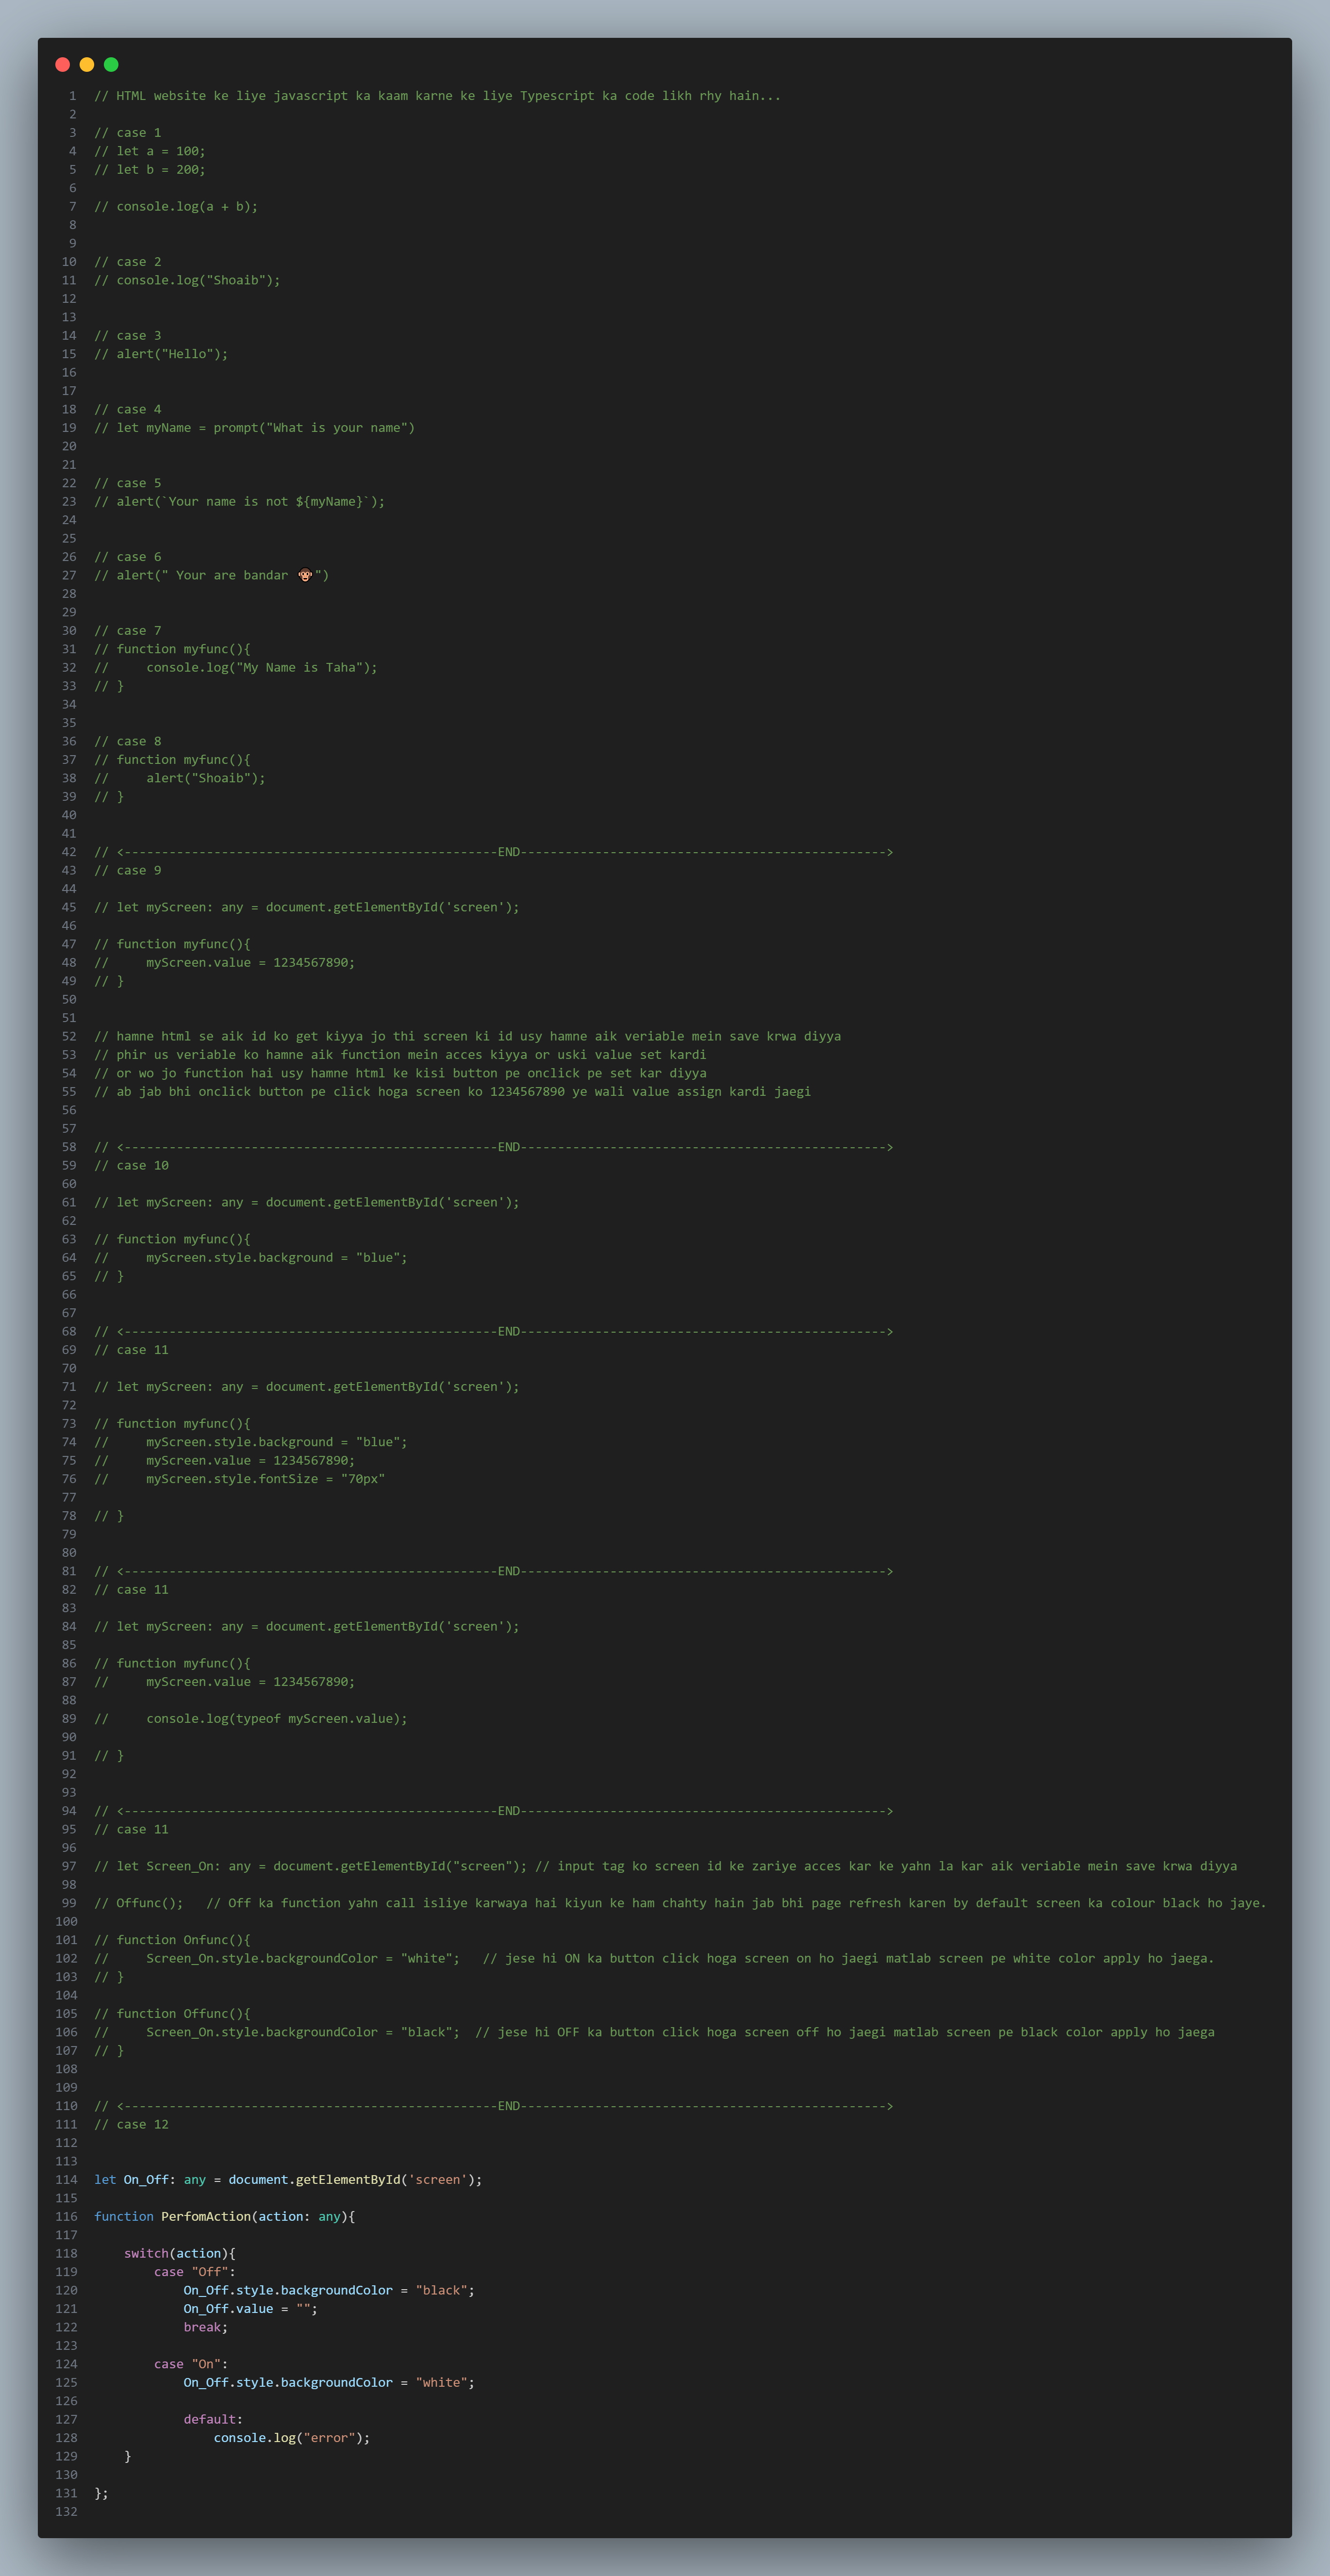 1 // HTML website ke liye javascript ka kaam karne ke liye Typescript ka code likh rhy hain...
2
3 // case 1
4 // let a = 100;
5 // let b = 200;
6
7 // console.log(a + b);
8
9
10 // case 2
11 // console.log("Shoaib");
12
13
14 // case 3
15 // alert("Hello");
16
17
18 // case 4
19 // let myName = prompt("What is your name")
20
21
22 // case 5
23 // alert(`Your name is not ${myName}`);
24
25
26 // case 6
27 // alert(" Your are bandar 🐵")
28
29
30 // case 7
31 // function myfunc(){
32 //     console.log("My Name is Taha");
33 // }
34
35
36 // case 8
37 // function myfunc(){
38 //     alert("Shoaib");
39 // }
40
41
42 // <--------------------------------------------------END------------------------------------------------->
43 // case 9
44
45 // let myScreen: any = document.getElementById('screen');
46
47 // function myfunc(){
48 //     myScreen.value = 1234567890;
49 // }
50
51
52 // hamne html se aik id ko get kiyya jo thi screen ki id usy hamne aik veriable mein save krwa diyya
53 // phir us veriable ko hamne aik function mein acces kiyya or uski value set kardi
54 // or wo jo function hai usy hamne html ke kisi button pe onclick pe set kar diyya
55 // ab jab bhi onclick button pe click hoga screen ko 1234567890 ye wali value assign kardi jaegi
56
57
58 // <--------------------------------------------------END------------------------------------------------->
59 // case 10
60
61 // let myScreen: any = document.getElementById('screen');
62
63 // function myfunc(){
64 //     myScreen.style.background = "blue";
65 // }
66
67
68 // <--------------------------------------------------END------------------------------------------------->
69 // case 11
70
71 // let myScreen: any = document.getElementById('screen');
72
73 // function myfunc(){
74 //     myScreen.style.background = "blue";
75 //     myScreen.value = 1234567890;
76 //     myScreen.style.fontSize = "70px"
77
78 // }
79
80
81 // <--------------------------------------------------END------------------------------------------------->
82 // case 11
83
84 // let myScreen: any = document.getElementById('screen');
85
86 // function myfunc(){
87 //     myScreen.value = 1234567890;
88
89 //     console.log(typeof myScreen.value);
90
91 // }
92
93
94 // <--------------------------------------------------END------------------------------------------------->
95 // case 11
96
97 // let Screen_On: any = document.getElementById("screen"); // input tag ko screen id ke zariye acces kar ke yahn la kar aik veriable mein save krwa diyya
98
99 // Offunc();   // Off ka function yahn call isliye karwaya hai kiyun ke ham chahty hain jab bhi page refresh karen by default screen ka colour black ho jaye.
100
101 // function Onfunc(){
102 //     Screen_On.style.backgroundColor = "white";   // jese hi ON ka button click hoga screen on ho jaegi matlab screen pe white color apply ho jaega.
103 // }
104
105 // function Offunc(){
106 //     Screen_On.style.backgroundColor = "black";  // jese hi OFF ka button click hoga screen off ho jaegi matlab screen pe black color apply ho jaega
107 // }
108
109
110 // <--------------------------------------------------END------------------------------------------------->
111 // case 12
112
113
114 let On_Off: any = document.getElementById('screen');
115
116 function PerfomAction(action: any){
117
118     switch(action){
119         case "Off":
120             On_Off.style.backgroundColor = "black";
121             On_Off.value = "";
122             break;
123
124         case "On":
125             On_Off.style.backgroundColor = "white";
126
127             default:
128                 console.log("error");
129     }
130
131 };
132